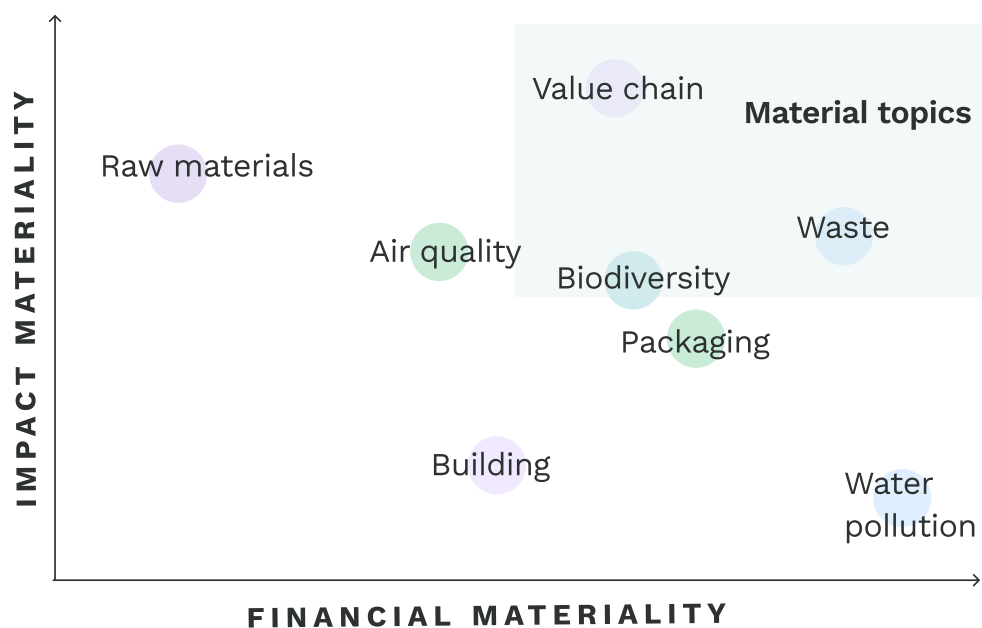 IMPACT MATERIALITY
Value chain
Material topics
Raw materials
Waste
Air quality
Biodiversity
Packaging
Building
Water
pollution
FINANCIAL MATERIALITY